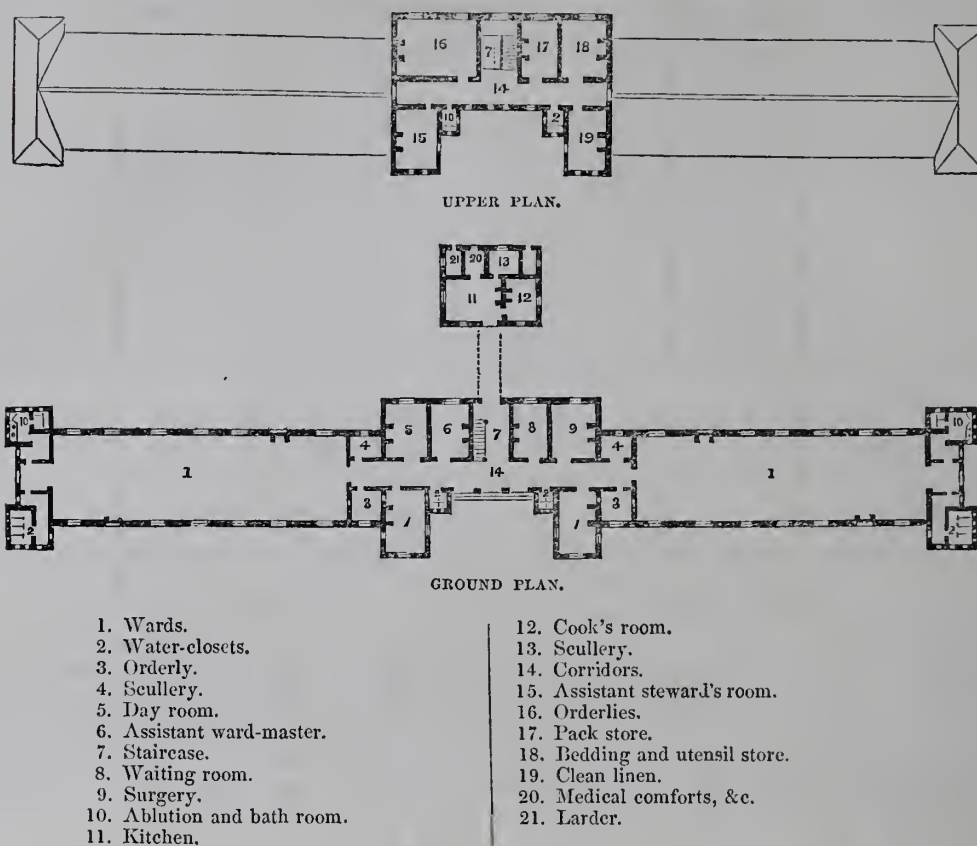 16
7
17
18
14
15
10
2
19
UPPER PLAN.
21
20
13
11
12
10
5
6
7
8
9
10
4
4
1
14
1
3
3
2
2
1
1
2
2
GROUND PLAN.
1. Wards.
2. Water-closets.
3. Orderly.
4. Scullery.
5. Day room.
6. Assistant ward-master.
7. Staircase.
8. Waiting room.
9. Surgery.
10. Ablution and bath room.
11. Kitchen.
12. Cook's room.
13. Scullery.
14. Corridors.
15. Assistant steward's room.
16. Orderlies.
17. Pack store.
18. Bedding and utensil store.
19. Clean linen.
20. Medical comforts, &c.
21. Larder.